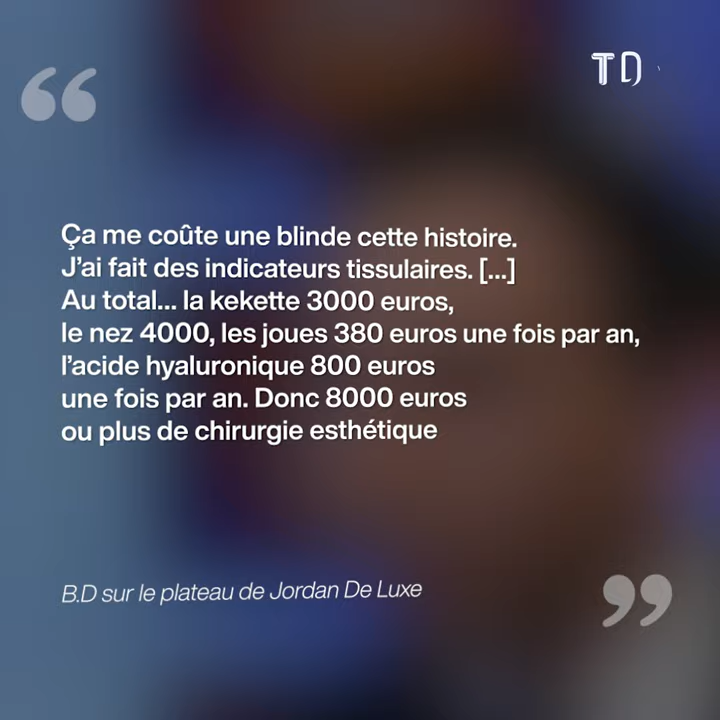 TD
“
Ça me coûte une blinde cette histoire.
J’ai fait des indicateurs tissulaires. [...]
Au total... la kekette 3000 euros,
le nez 4000, les joues 380 euros une fois par an,
l’acide hyaluronique 800 euros
une fois par an. Donc 8000 euros
ou plus de chirurgie esthétique
B.D sur le plateau de Jordan De Luxe
”